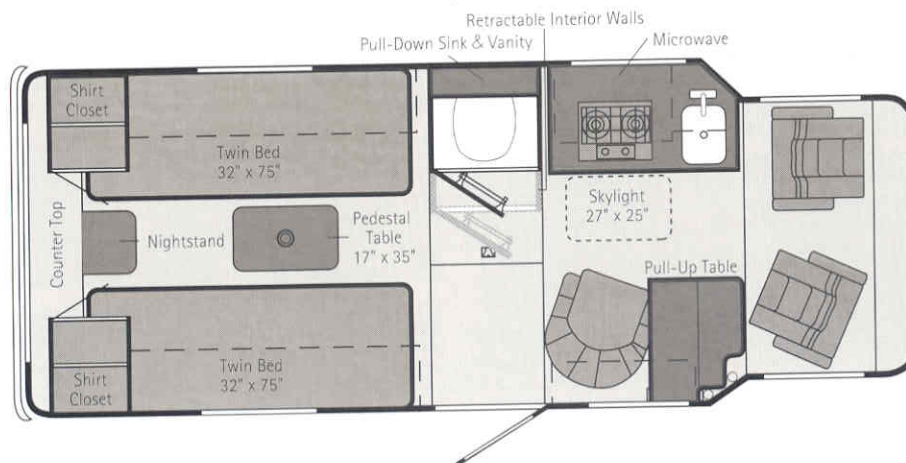 Retractable Interior Walls
Pull-Down Sink & Vanity
Microwave
Shirt
Closet
Twin Bed
32" x 75"
Skylight
27" x 25"
Counter Top
Nightstand
Pedestal
Table
17" x 35"
Pull-Up Table
Twin Bed
32" x 75"
Shirt
Closet